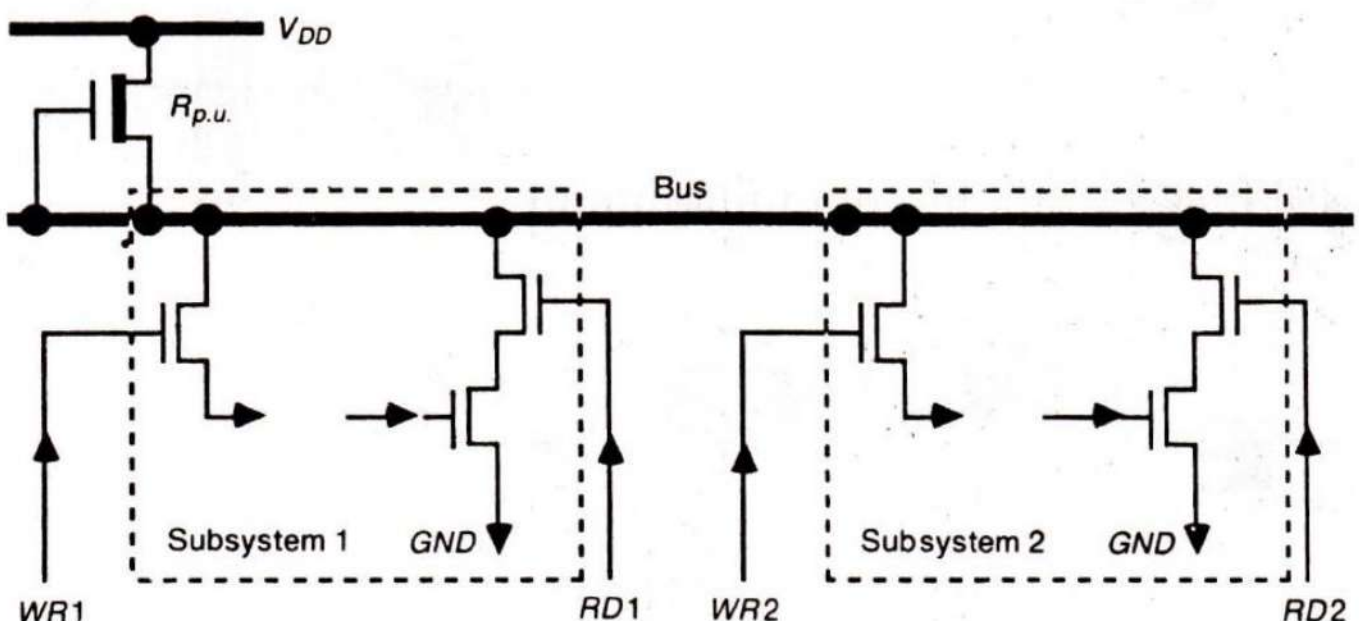 V_DD
R_p.u.
Bus
Subsystem 1
GND
Subsystem 2
GND
WR1
RD1
WR2
RD2